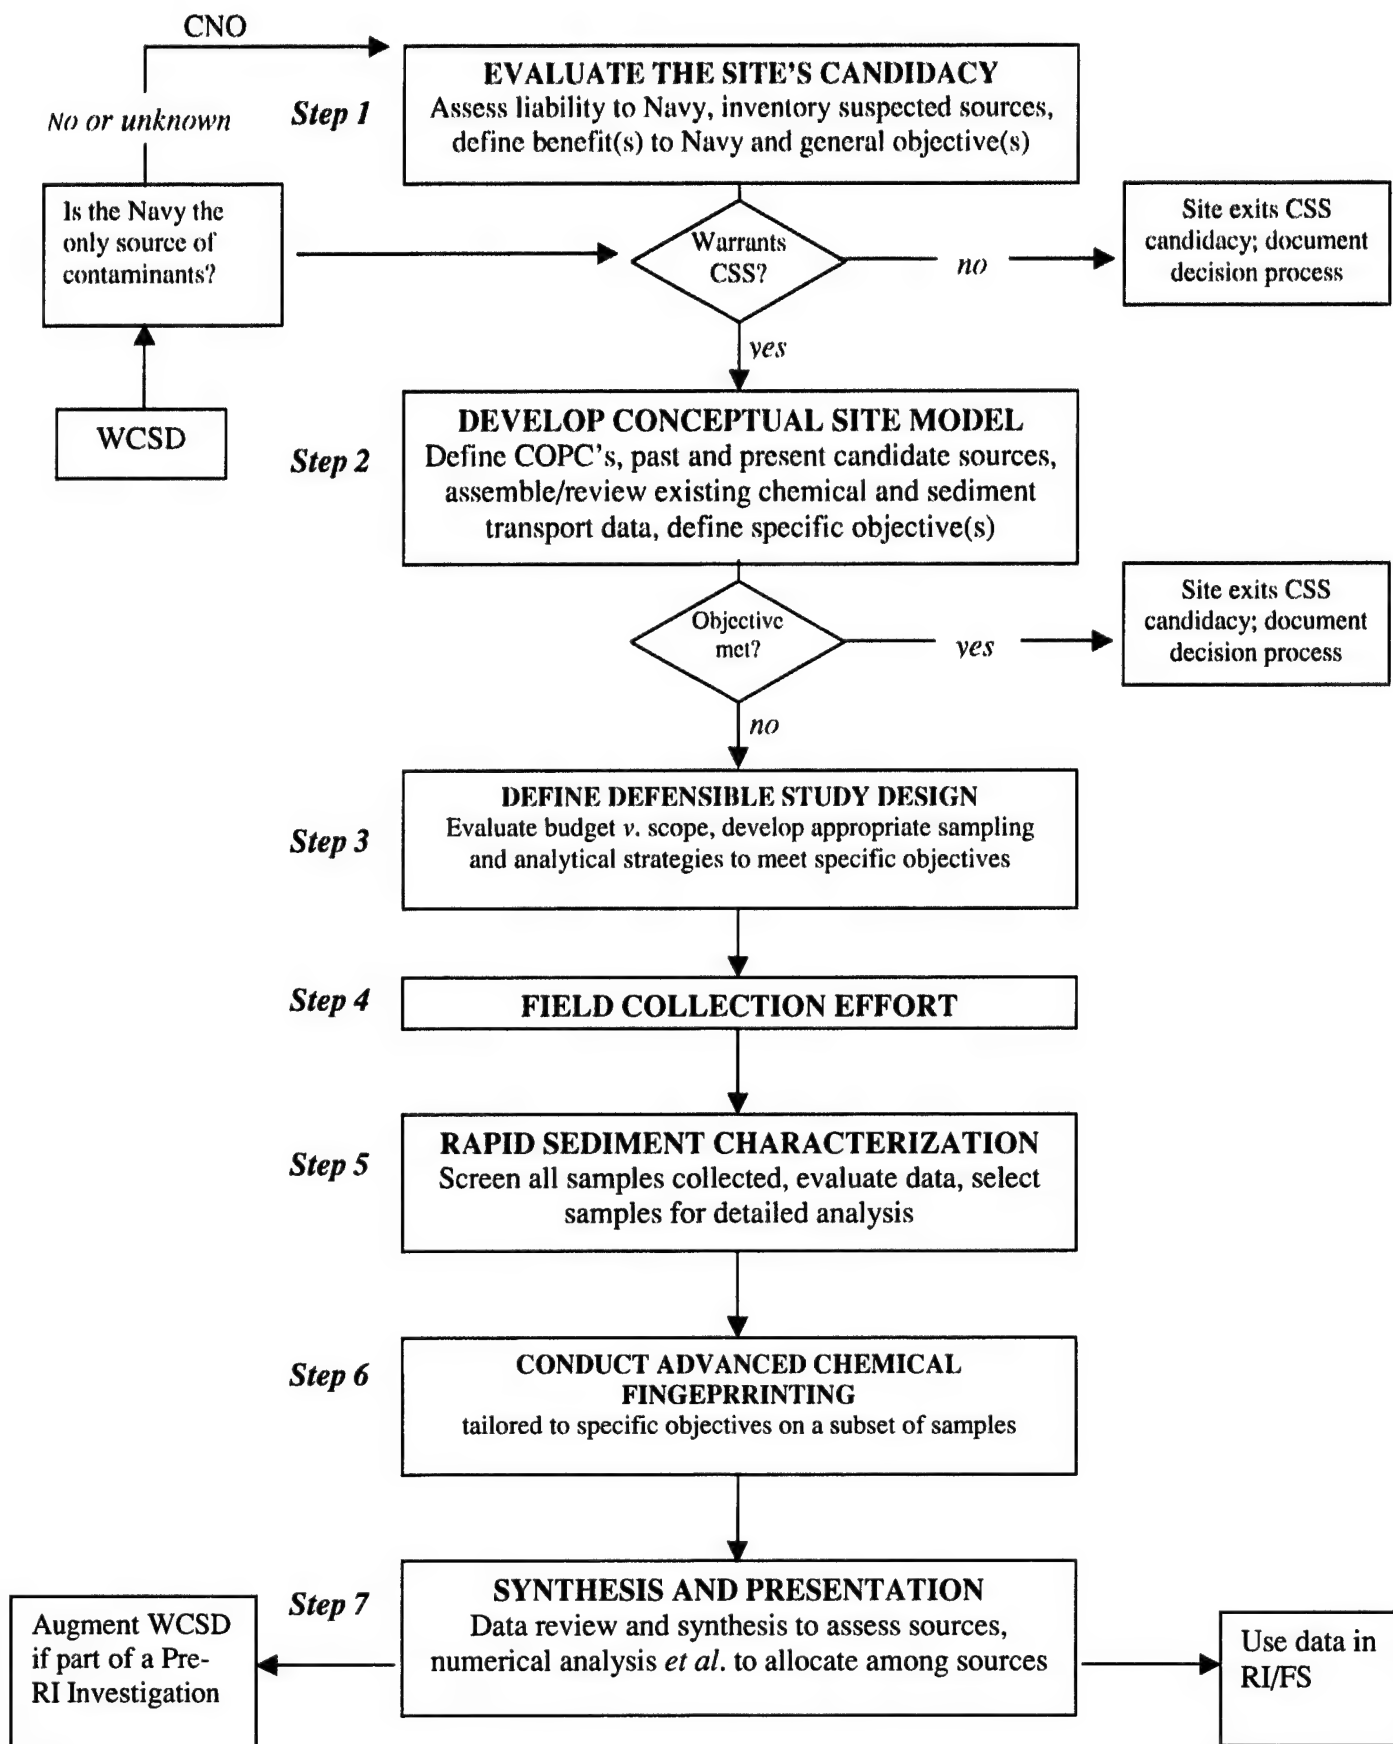 CNO
No or unknown
Is the Navy the
only source of
contaminants?
WCSD
Step 1
EVALUATE THE SITE'S CANDIDACY
Assess liability to Navy, inventory suspected sources,
define benefit(s) to Navy and general objective(s)
Warrants
CSS?
no
Site exits CSS
candidacy; document
decision process
yes
Step 2
DEVELOP CONCEPTUAL SITE MODEL
Define COPC's, past and present candidate sources,
assemble/review existing chemical and sediment
transport data, define specific objective(s)
Objective
met?
yes
Site exits CSS
candidacy; document
decision process
no
Step 3
DEFINE DEFENSIBLE STUDY DESIGN
Evaluate budget v. scope, develop appropriate sampling
and analytical strategies to meet specific objectives
Step 4
FIELD COLLECTION EFFORT
Step 5
RAPID SEDIMENT CHARACTERIZATION
Screen all samples collected, evaluate data, select
samples for detailed analysis
Step 6
CONDUCT ADVANCED CHEMICAL
FINGEPRRINTING
tailored to specific objectives on a subset of samples
Step 7
SYNTHESIS AND PRESENTATION
Data review and synthesis to assess sources,
numerical analysis et al. to allocate among sources
Augment WCSD
if part of a Pre-
RI Investigation
Use data in
RI/FS